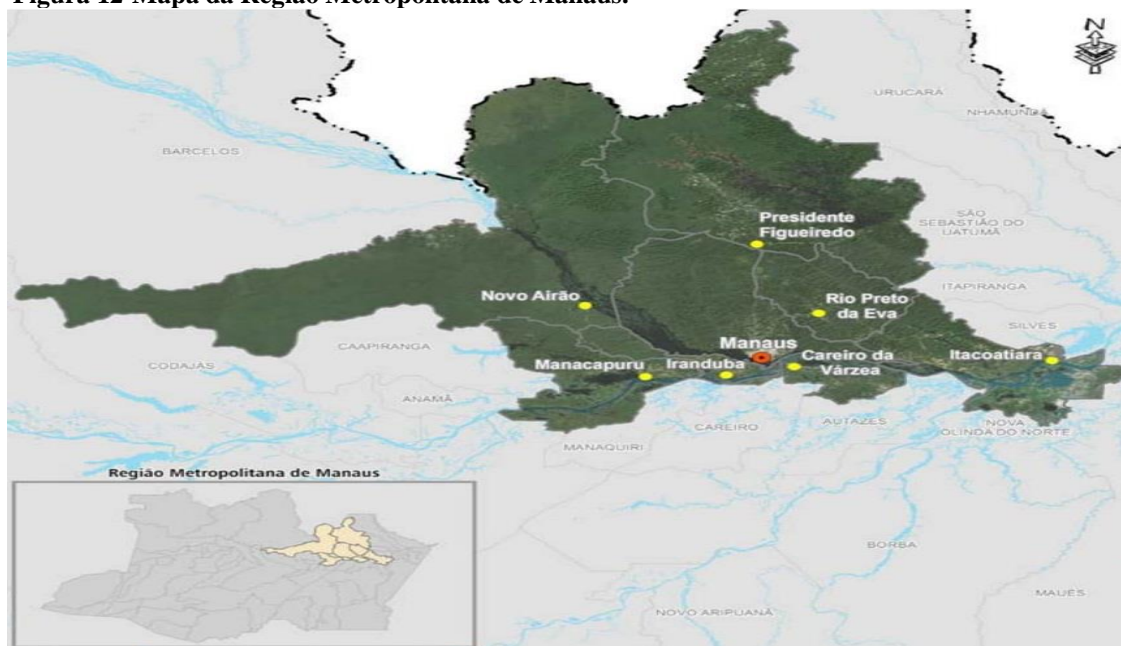 Figura 12-Mapa da Região Metropolitana de Manaus.
N
URUCARÁ
NHAMUNDÁ
BARCELOS
Presidente
Figueiredo
SÃO
SEBASTIÃO DO
UATUMÃ
ITAPIRANGA
Novo Airão
Rio Preto
da Eva
SILVES
Manaus
CAAPIRANGA
CODAJÁS
Manacapuru
Iranduba
Careiro da
Várzea
Itacoatiara
ANAMÃ
CAREIRO
AUTAZES
NOVA
OLINDA DO NORTE
MANAQUIRI
Região Metropolitana de Manaus
BORBA
MAUÉS
NOVO ARIPUANÃ